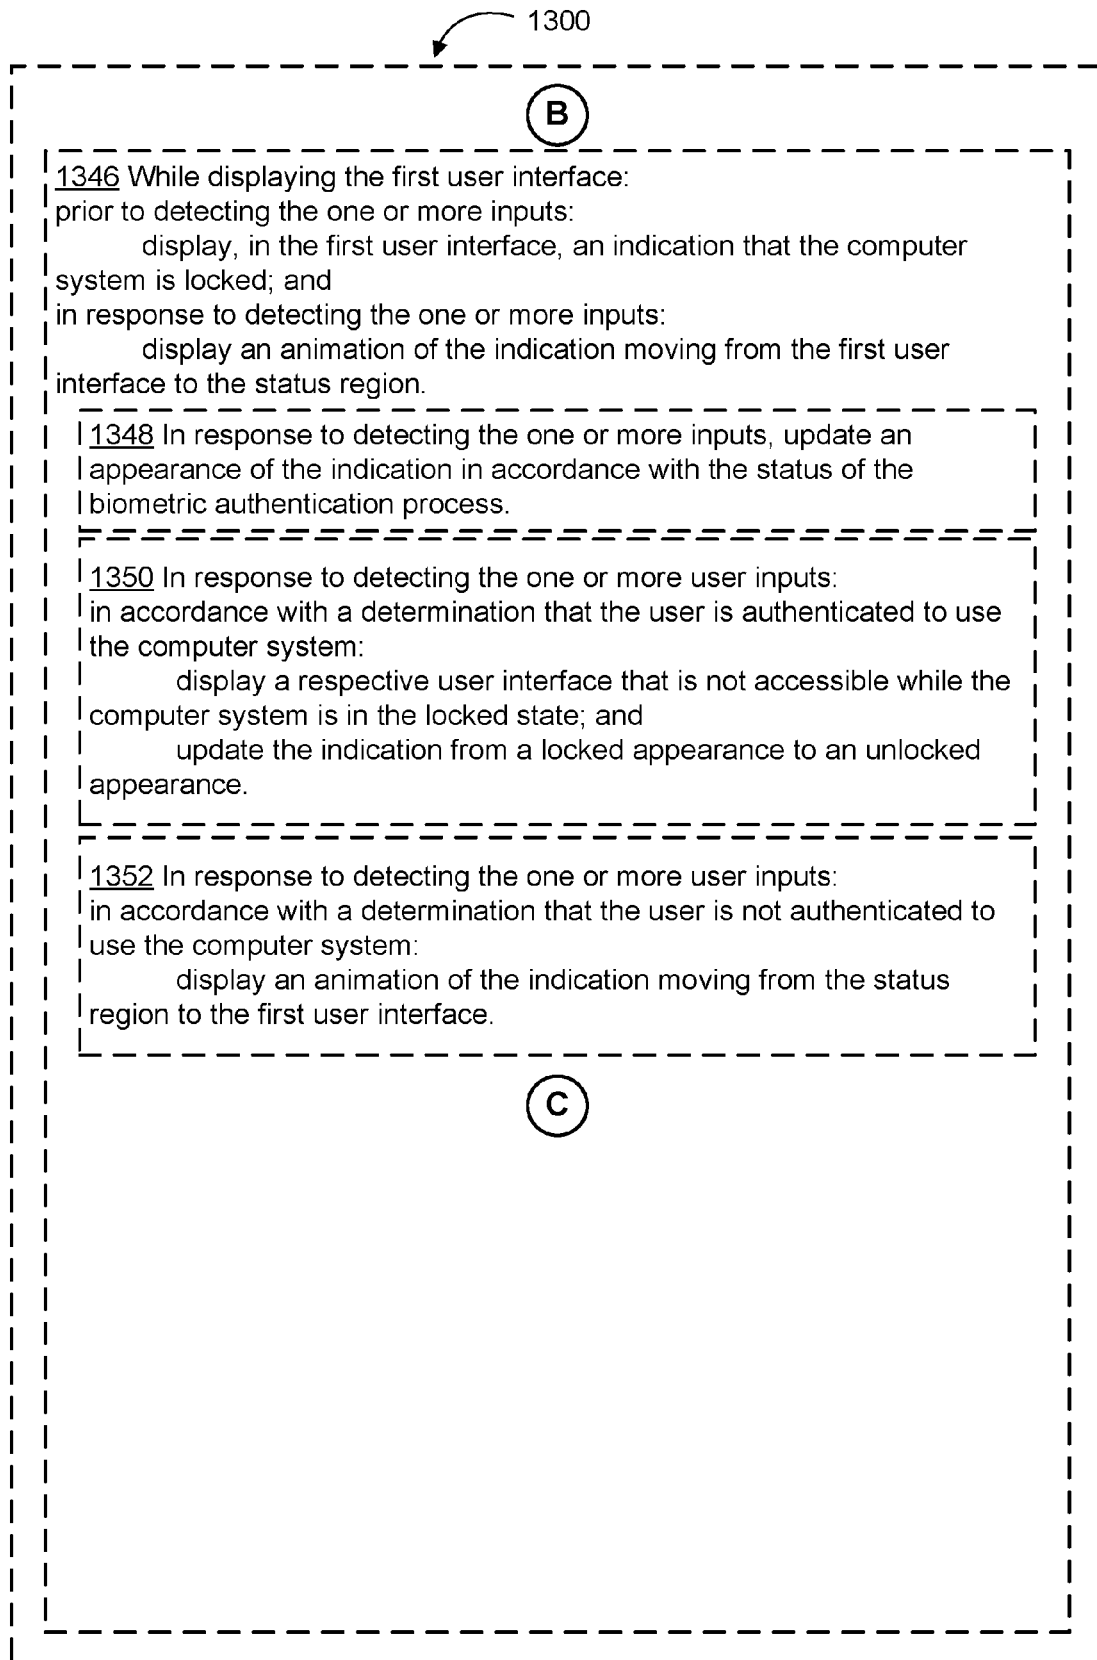 1300
B
1346 While displaying the first user interface:
prior to detecting the one or more inputs:
display, in the first user interface, an indication that the computer
system is locked; and
in response to detecting the one or more inputs:
display an animation of the indication moving from the first user
interface to the status region.
1348 In response to detecting the one or more inputs, update an
appearance of the indication in accordance with the status of the
biometric authentication process.
1350 In response to detecting the one or more user inputs:
in accordance with a determination that the user is authenticated to use
the computer system:
display a respective user interface that is not accessible while the
computer system is in the locked state; and
update the indication from a locked appearance to an unlocked
appearance.
1352 In response to detecting the one or more user inputs:
in accordance with a determination that the user is not authenticated to
use the computer system:
display an animation of the indication moving from the status
region to the first user interface.
C